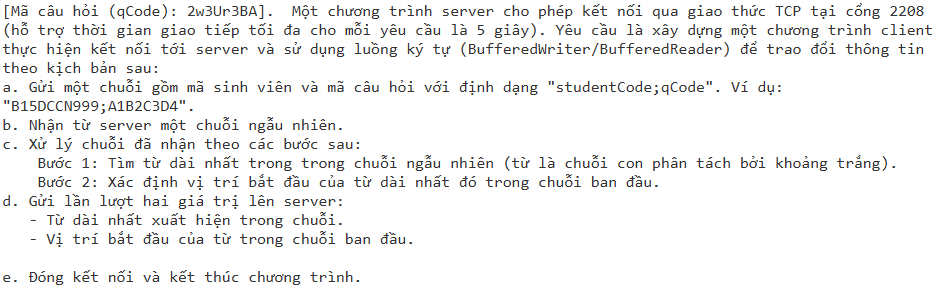 [Mã câu hỏi (qCode): 2w3Ur3BA].  Một chương trình server cho phép kết nối qua giao thức TCP tại cổng 2208
(hỗ trợ thời gian giao tiếp tối đa cho mỗi yêu cầu là 5 giây). Yêu cầu là xây dựng một chương trình client
thực hiện kết nối tới server và sử dụng luồng ký tự (BufferedWriter/BufferedReader) để trao đổi thông tin
theo kịch bản sau:
a. Gửi một chuỗi gồm mã sinh viên và mã câu hỏi với định dạng "studentCode;qCode". Ví dụ:
"B15DCCN999;A1B2C3D4".
b. Nhận từ server một chuỗi ngẫu nhiên.
c. Xử lý chuỗi đã nhận theo các bước sau:
    Bước 1: Tìm từ dài nhất trong trong chuỗi ngẫu nhiên (từ là chuỗi con phân tách bởi khoảng trắng).
    Bước 2: Xác định vị trí bắt đầu của từ dài nhất đó trong chuỗi ban đầu.
d. Gửi lần lượt hai giá trị lên server:
   - Từ dài nhất xuất hiện trong chuỗi.
   - Vị trí bắt đầu của từ trong chuỗi ban đầu.
e. Đóng kết nối và kết thúc chương trình.